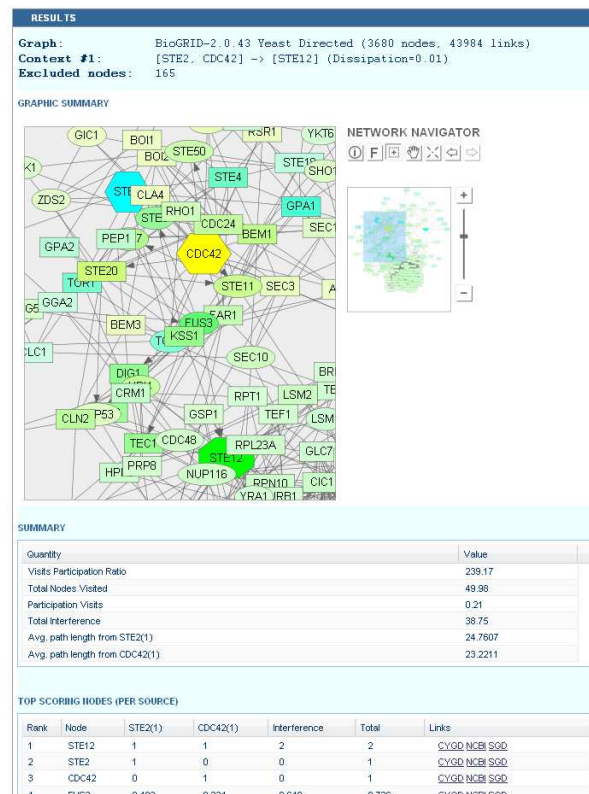 RESULTS
Graph: BioGRID-2.0.43 Yeast Directed (3680 nodes, 43984 links)
Context #1: [STE2, CDC42] -> [STE12] (Dissipation=0.01)
Excluded nodes: 165
GRAPHIC SUMMARY
NETWORK NAVIGATOR
GIC1
BOI1
RSR1
YKT6
STE50
STE4
ZDS2
CLA4
RHO1
GPA1
CDC24
BEM1
PEP1
GPA2
CDC42
STE20
TOR1
STE11
SEC3
GGA2
BEM3
FUS3
KSS1
SEC10
DIG1
CRM1
RPT1
LSM2
CLN2
GSP1
TEF1
TEC1
CDC48
RPL23A
STE12
PRP8
NUP116
RPN10
CIC1
YRA1
SUMMARY
Quantity Value
Visits Participation Ratio 239.17
Total Nodes Visited 49.98
Participation Visits 0.21
Total Interference 38.75
Avg. path length from STE2(1) 24.7607
Avg. path length from CDC42(1) 23.2211
TOP SCORING NODES (PER SOURCE)
Rank Node STE2(1) CDC42(1) Interference Total Links
1 STE12 1 1 2 2 CYGD NCBI SGD
2 STE2 1 0 0 1 CYGD NCBI SGD
3 CDC42 0 1 0 1 CYGD NCBI SGD